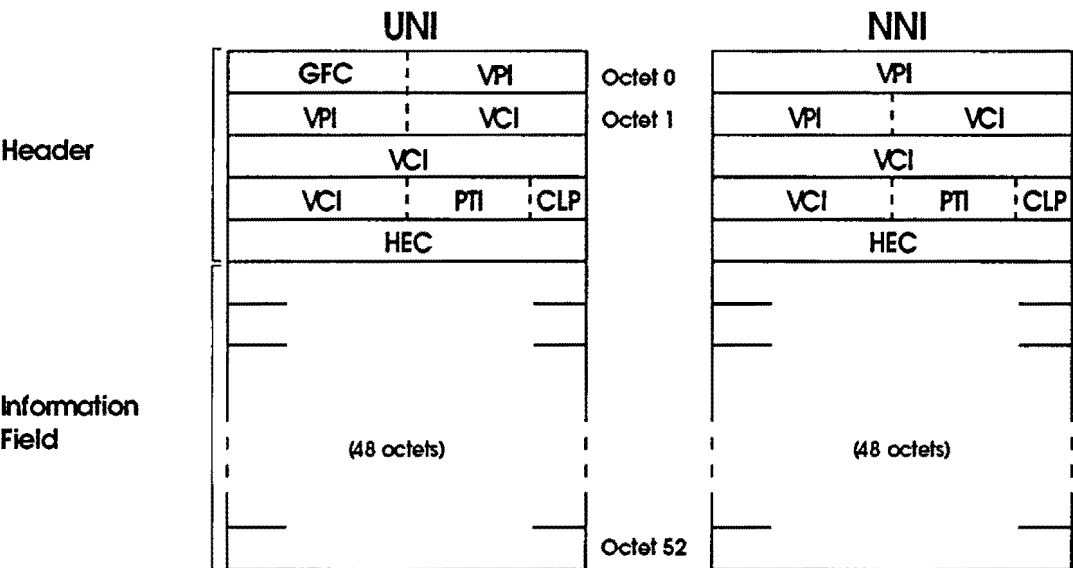 UNI NNI
GFC VPI Octet 0 VPI
VPI VCI Octet 1 VPI VCI
Header VCI VCI
VCI PTI CLP VCI PTI CLP
HEC HEC
Information
Field (48 octets) (48 octets)
Octet 52